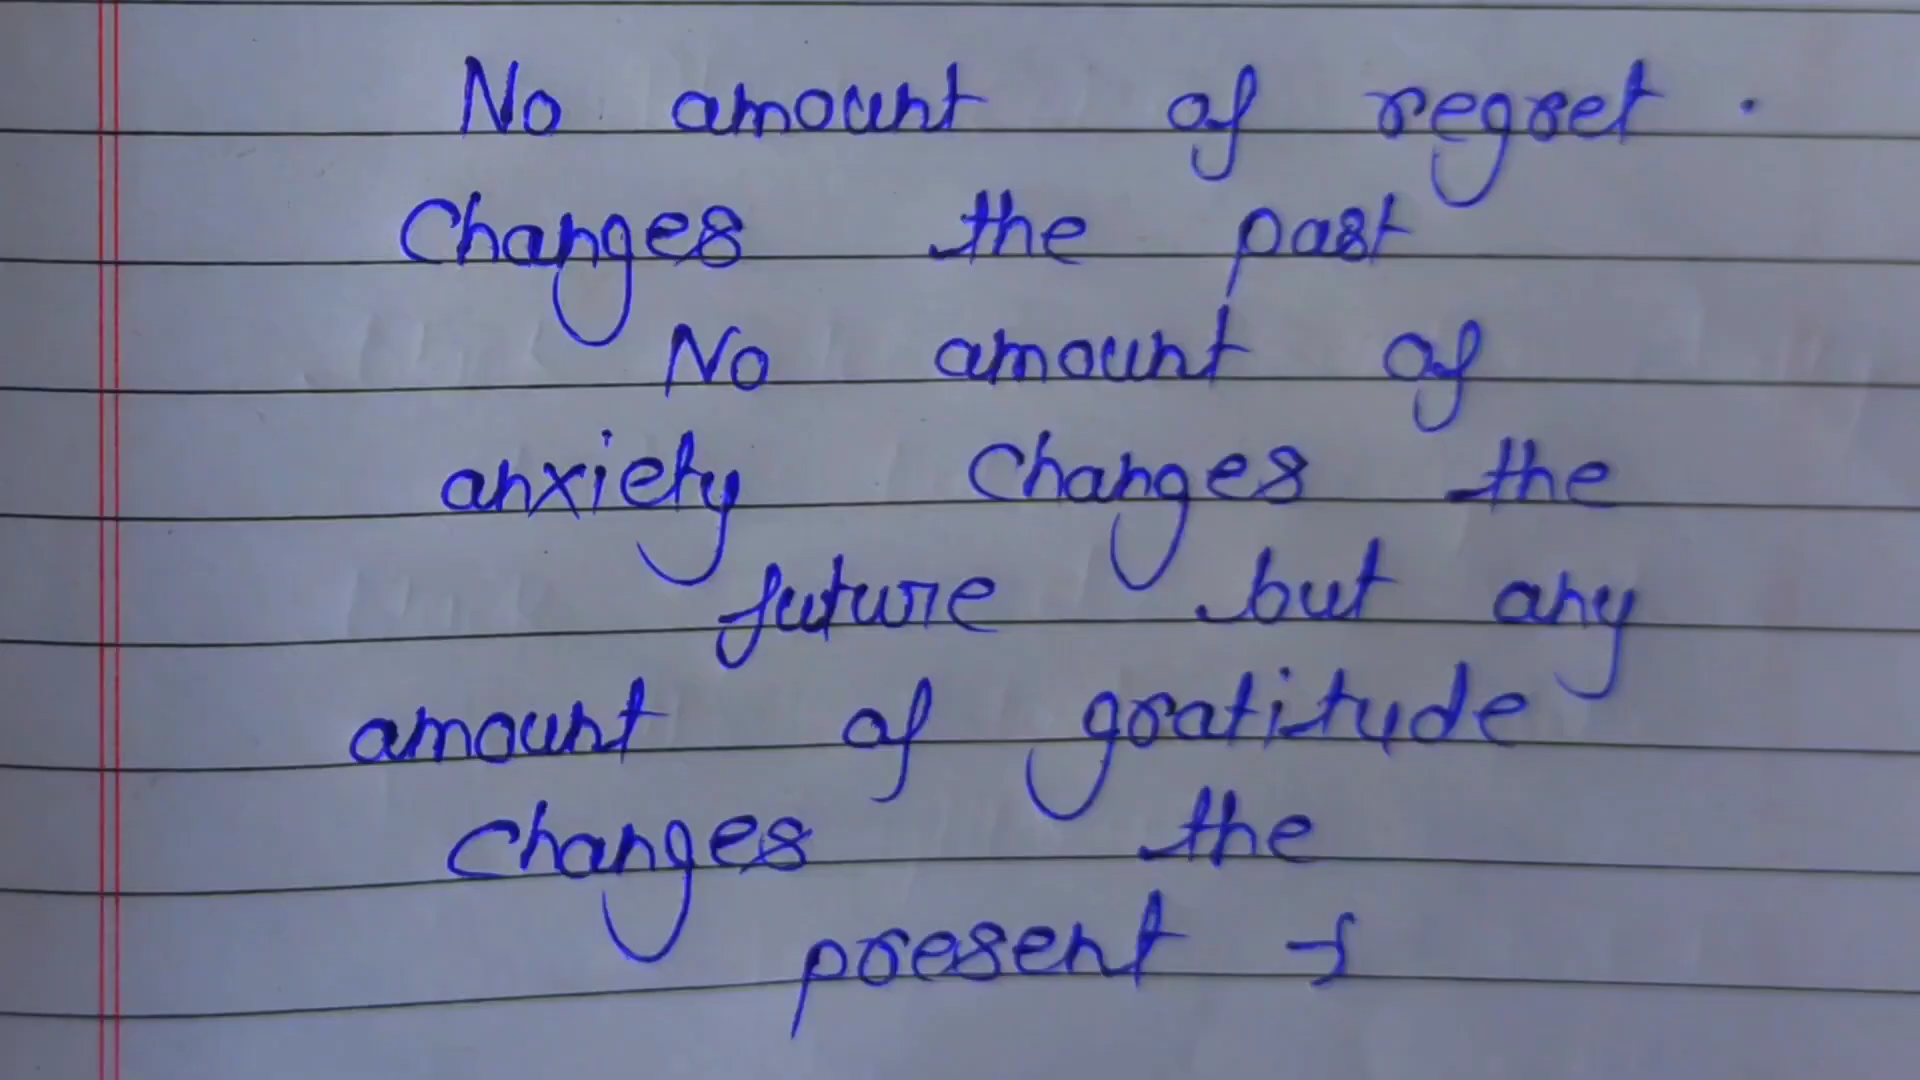 No amount of regret .
Changes the past
No amount of
anxiety changes the
future but any
amount of gratitude
changes the
present